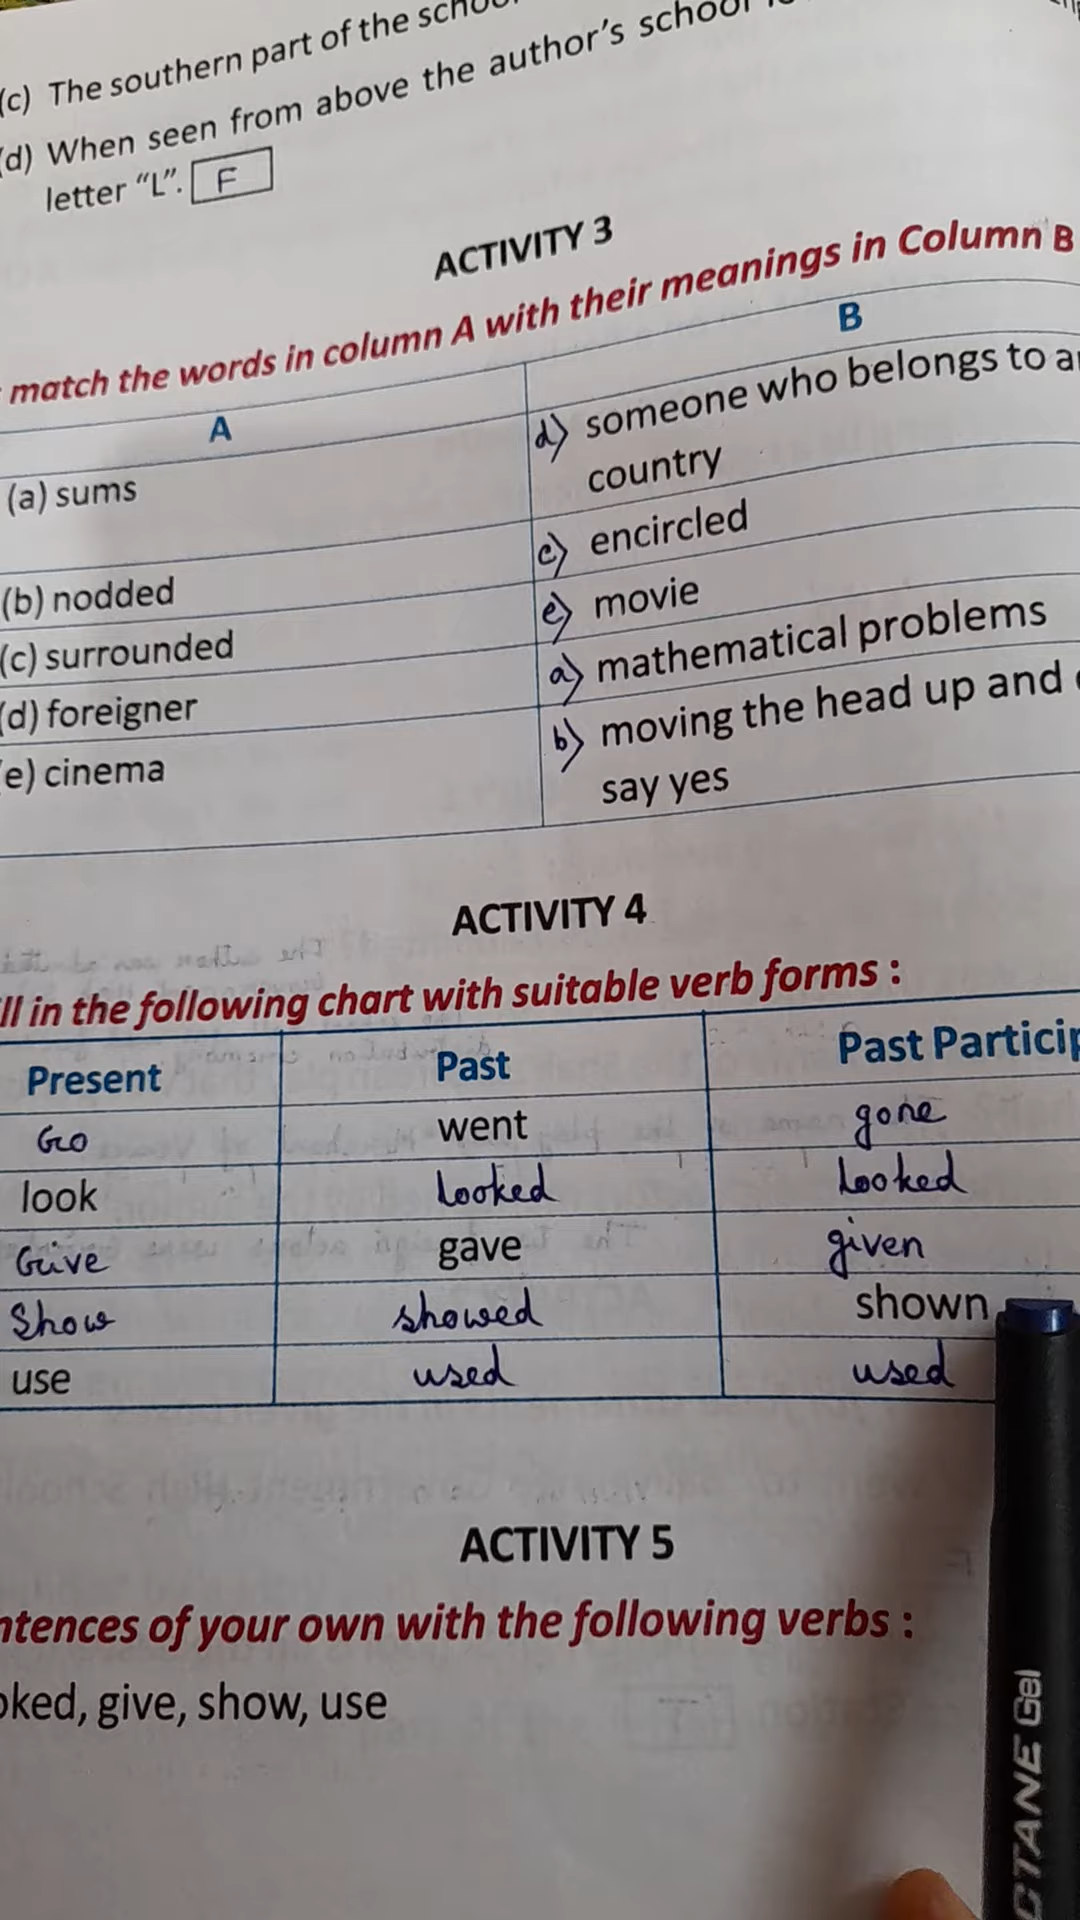 (c) The southern part of the school
(d) When seen from above the author's school
letter "L". F
ACTIVITY 3
match the words in column A with their meanings in Column B
A B
(a) sums d) someone who belongs to
country
(b) nodded c) encircled
(c) surrounded e) movie
(d) foreigner a) mathematical problems
(e) cinema b) moving the head up and
say yes
ACTIVITY 4
ll in the following chart with suitable verb forms :
Present Past Particip
Past
Go went gone
look Looked Looked
Give gave given
Show showed shown
use used used
ACTIVITY 5
ntences of your own with the following verbs :
oked, give, show, use
CTANE Gel